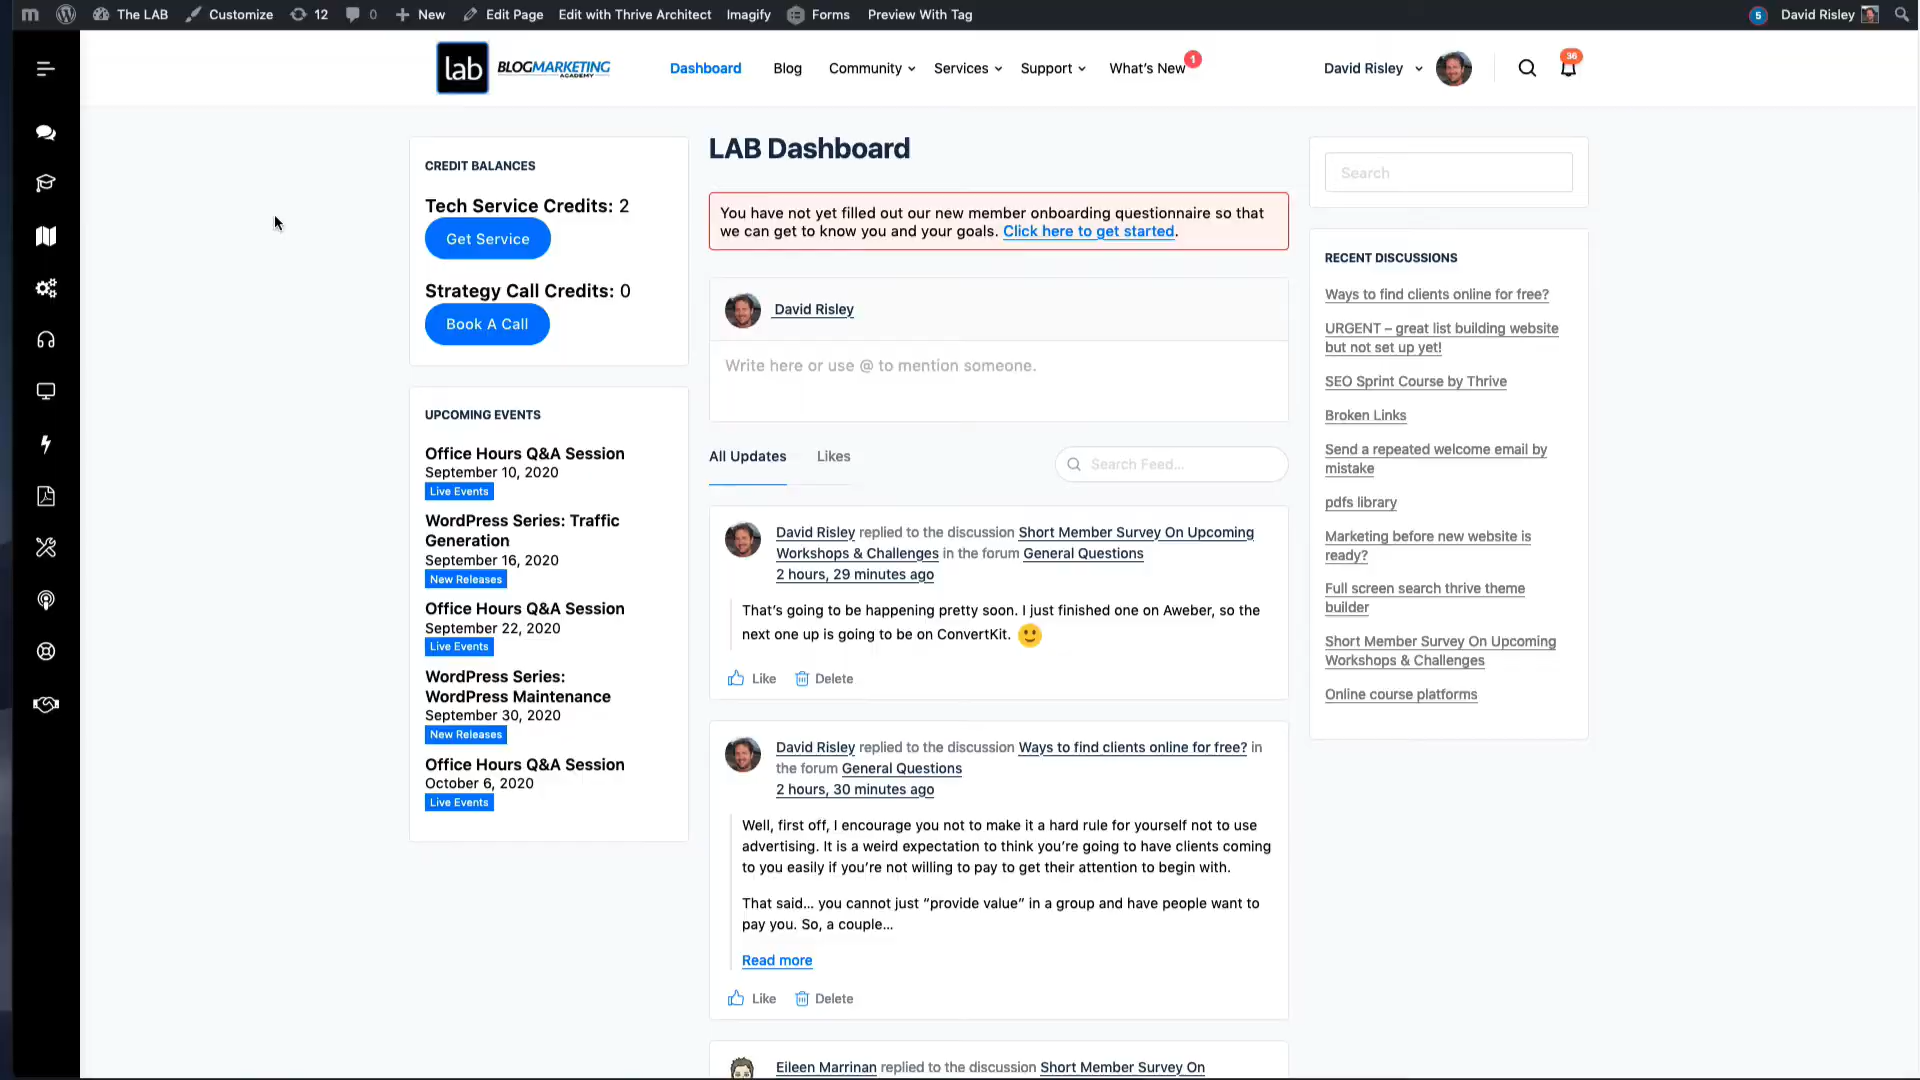 The LAB Customize 12 0 New Edit Page Edit with Thrive Architect Imagify Forms Preview With Tag 5 David Risley
lab BLOGMARKETING ACADEMY Dashboard Blog Community Services Support What's New 1 David Risley 36
CREDIT BALANCES
Tech Service Credits: 2
Get Service
Strategy Call Credits: 0
Book A Call
UPCOMING EVENTS
Office Hours Q&A Session
September 10, 2020
Live Events
WordPress Series: Traffic
Generation
September 16, 2020
New Releases
Office Hours Q&A Session
September 22, 2020
Live Events
WordPress Series:
WordPress Maintenance
September 30, 2020
New Releases
Office Hours Q&A Session
October 6, 2020
Live Events
LAB Dashboard
You have not yet filled out our new member onboarding questionnaire so that
we can get to know you and your goals. Click here to get started.
David Risley
Write here or use @ to mention someone.
All Updates Likes Search Feed...
David Risley replied to the discussion Short Member Survey On Upcoming
Workshops & Challenges in the forum General Questions
2 hours, 29 minutes ago
That's going to be happening pretty soon. I just finished one on Aweber, so the
next one up is going to be on ConvertKit. 🙂
Like Delete
David Risley replied to the discussion Ways to find clients online for free? in
the forum General Questions
2 hours, 30 minutes ago
Well, first off, I encourage you not to make it a hard rule for yourself not to use
advertising. It is a weird expectation to think you're going to have clients coming
to you easily if you're not willing to pay to get their attention to begin with.
That said... you cannot just "provide value" in a group and have people want to
pay you. So, a couple...
Read more
Like Delete
Eileen Marrinan replied to the discussion Short Member Survey On
Search
RECENT DISCUSSIONS
Ways to find clients online for free?
URGENT – great list building website
but not set up yet!
SEO Sprint Course by Thrive
Broken Links
Send a repeated welcome email by
mistake
pdfs library
Marketing before new website is
ready?
Full screen search thrive theme
builder
Short Member Survey On Upcoming
Workshops & Challenges
Online course platforms